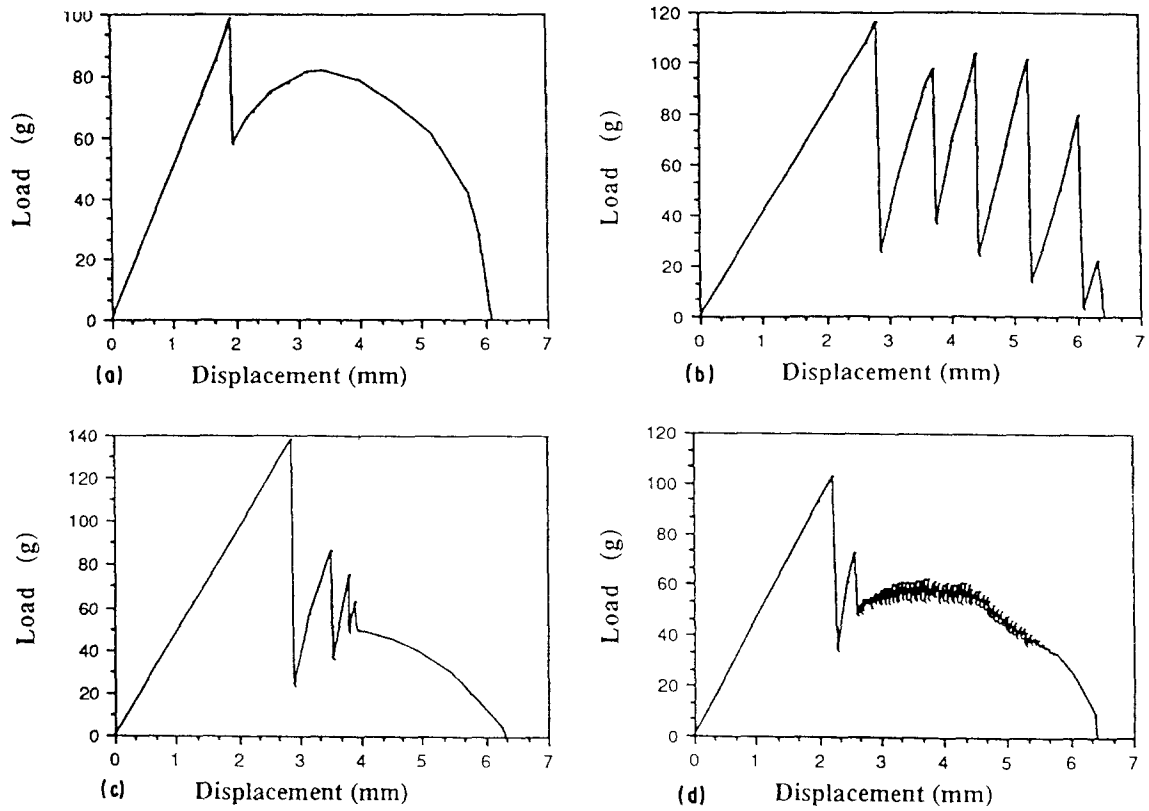 100
80
60
40
20
0
Load (g)
0 1 2 3 4 5 6 7
(a) Displacement (mm)
120
100
80
60
40
20
0
Load (g)
0 1 2 3 4 5 6 7
(b) Displacement (mm)
140
120
100
80
60
40
20
0
Load (g)
0 1 2 3 4 5 6 7
(c) Displacement (mm)
120
100
80
60
40
20
0
Load (g)
0 1 2 3 4 5 6 7
(d) Displacement (mm)